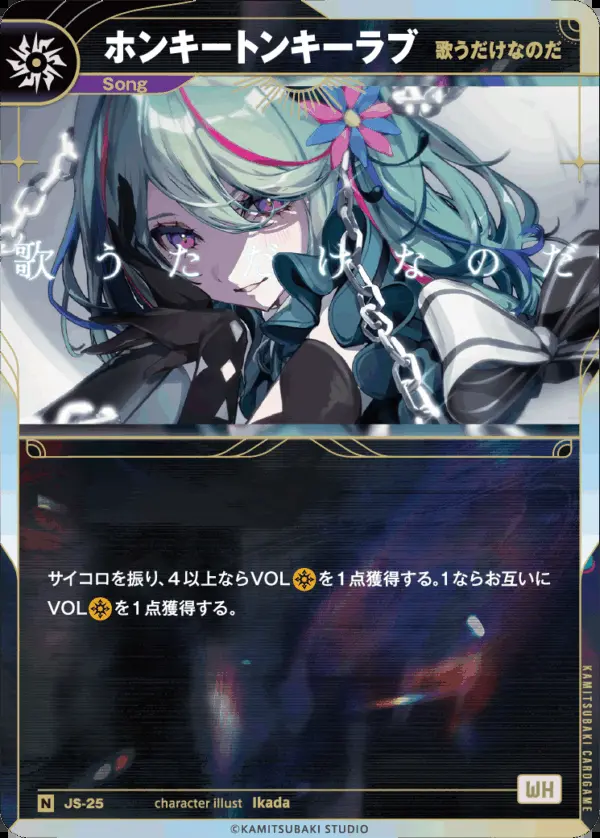 ホンキートンキーラブ 歌うだけなのだ
Song
歌うただけなのだ
サイコロを振り、4以上ならVOLを1点獲得する。1ならお互いに
VOLを1点獲得する。
KAMITSUBAKI CARDGAME
WH
N JS-25 character illust Ikada
©KAMITSUBAKI STUDIO